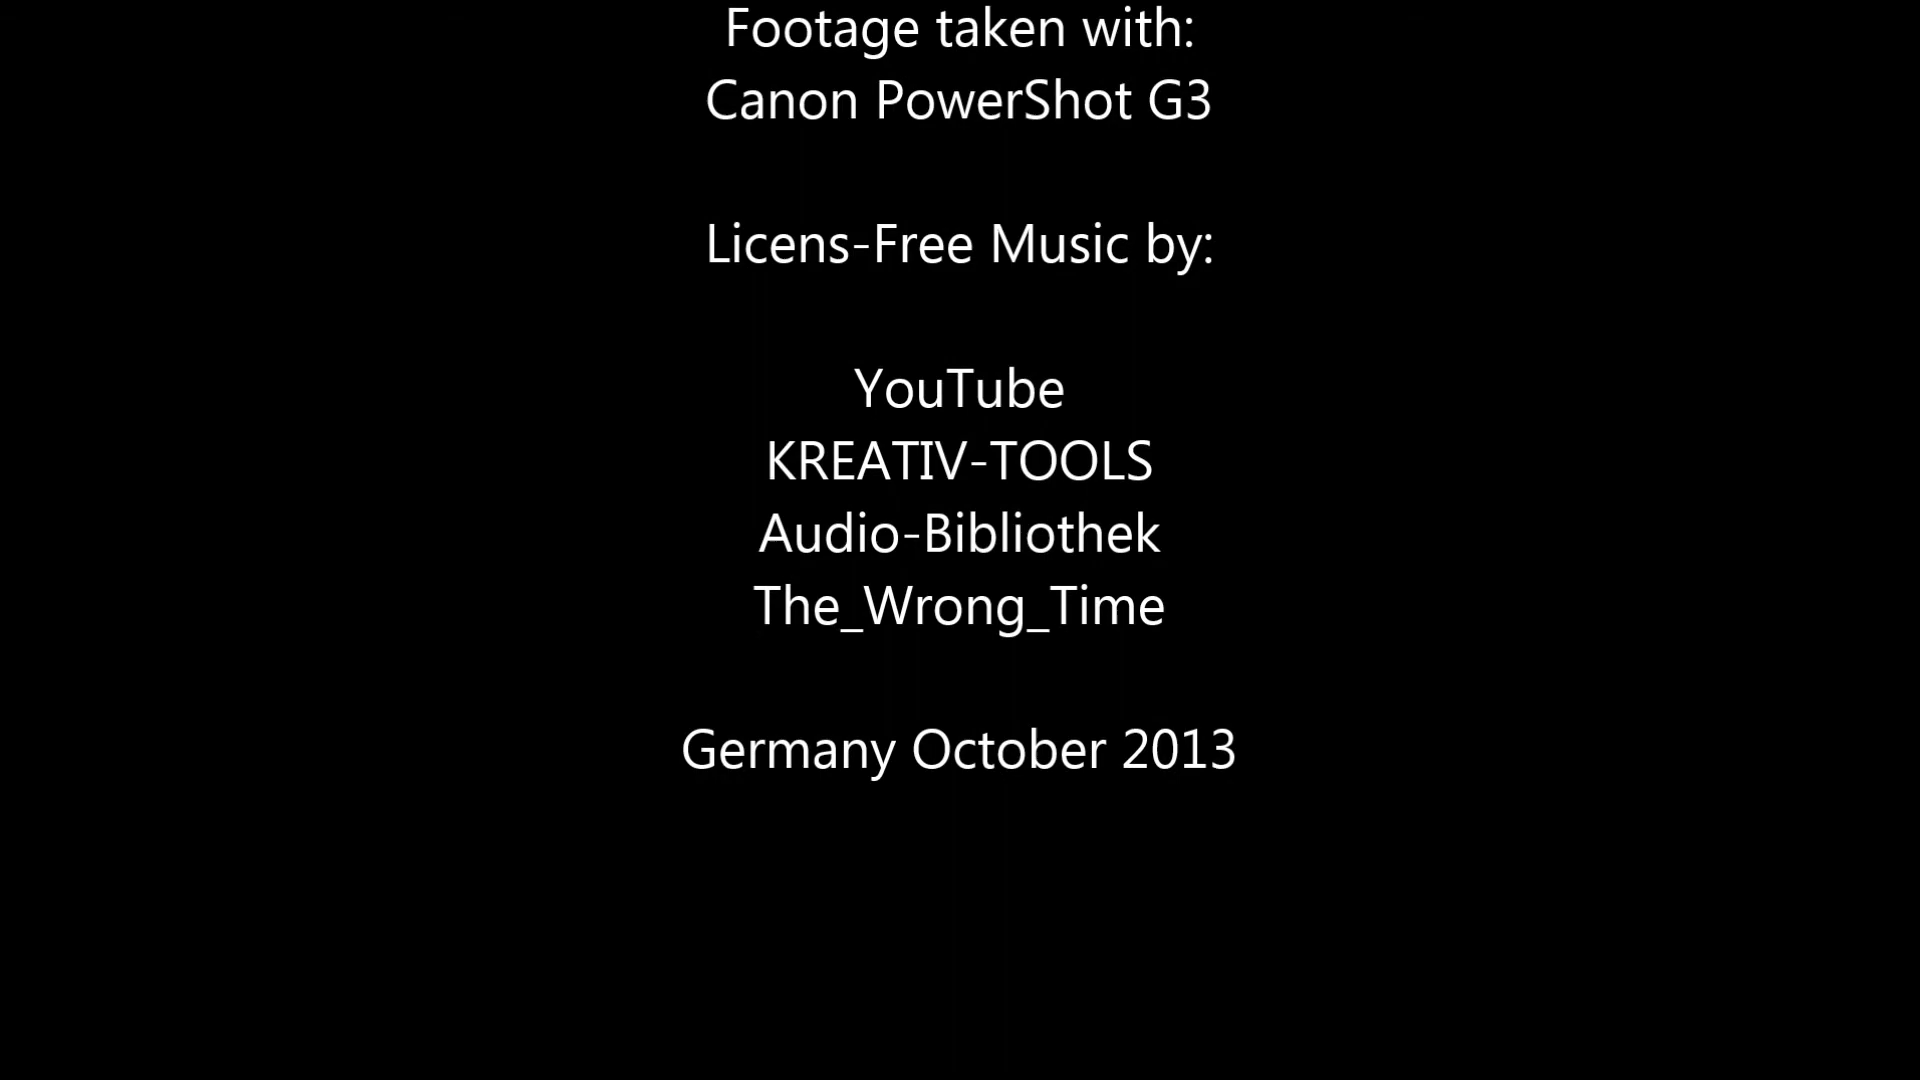 Footage taken with:
Canon PowerShot G3
Licens-Free Music by:
YouTube
KREATIV-TOOLS
Audio-Bibliothek
The_Wrong_Time
Germany October 2013